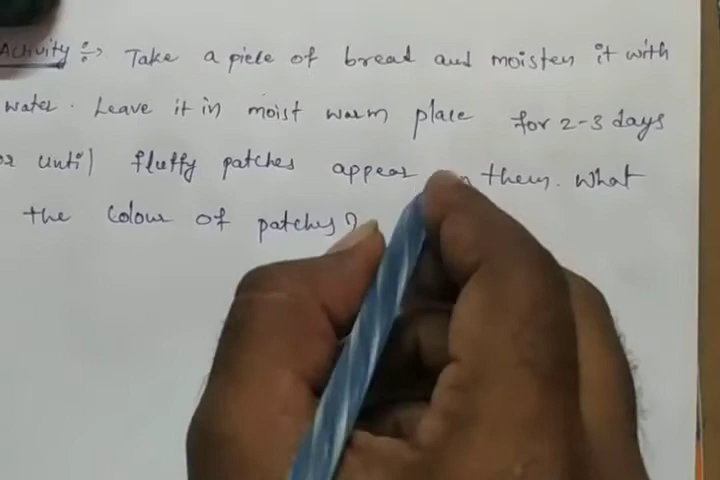 Activity :-> Take a piece of bread and moisten it with
water. Leave it in moist warm place for 2-3 days
or until fluffy patches appear them. What
the colour of patches?